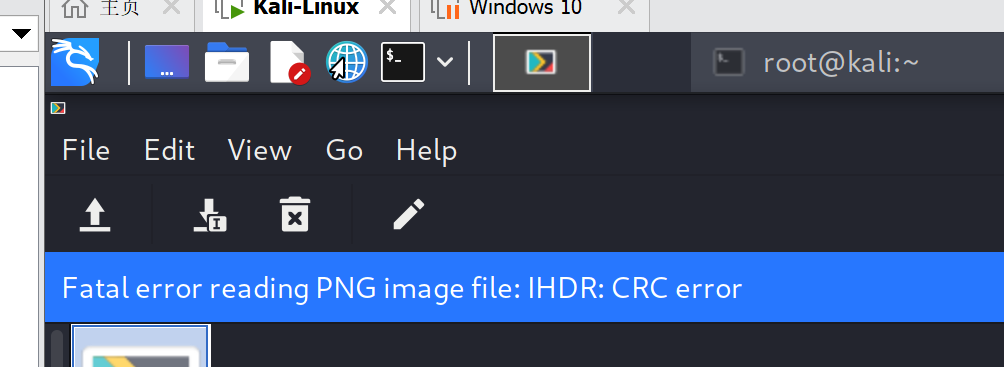 主页 Kali-Linux Windows 10
$_ root@kali:~
File Edit View Go Help
Fatal error reading PNG image file: IHDR: CRC error